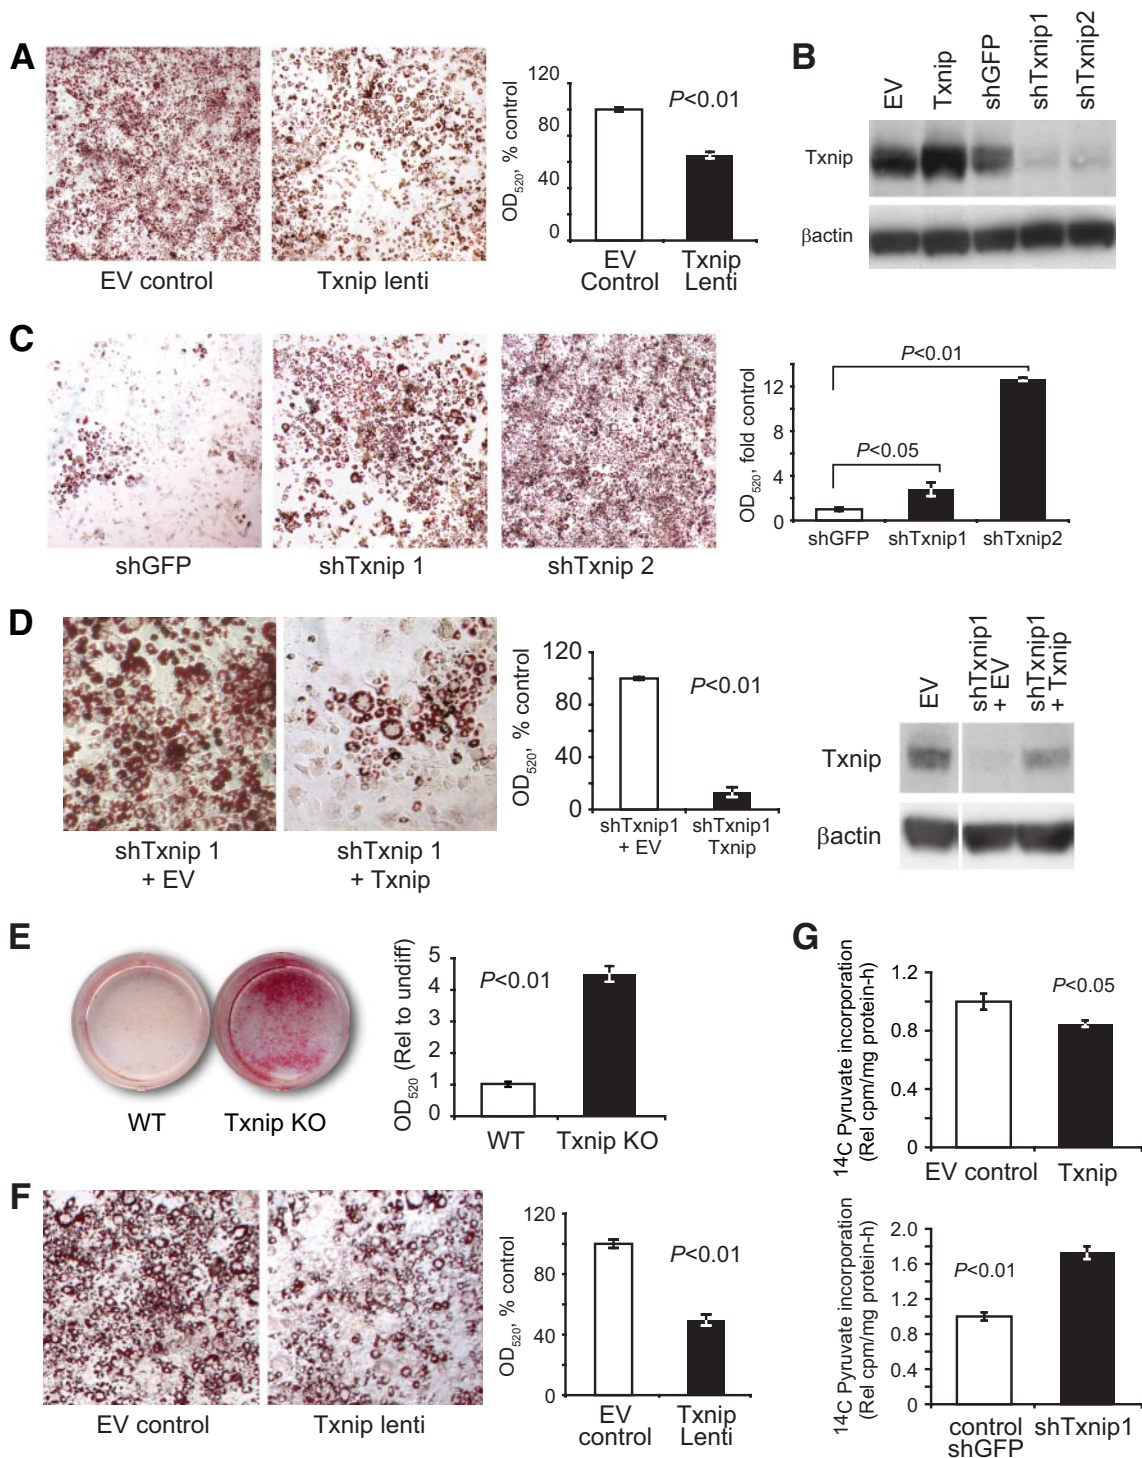 A
EV control
Txnip lenti
OD520, % control
120
80
40
0
P<0.01
EV
Control
Txnip
Lenti
B
EV
Txnip
shGFP
shTxnip1
shTxnip2
Txnip
βactin
C
shGFP
shTxnip 1
shTxnip 2
OD520, fold control
12
8
4
0
P<0.01
P<0.05
shGFP
shTxnip1
shTxnip2
D
shTxnip 1
+ EV
shTxnip 1
+ Txnip
OD520, % control
120
80
40
0
P<0.01
shTxnip1
+ EV
shTxnip1
Txnip
EV
shTxnip1
+ EV
shTxnip1
+ Txnip
Txnip
βactin
E
WT
Txnip KO
OD520 (Rel to undiff)
5
4
3
2
1
0
P<0.01
WT
Txnip KO
F
EV control
Txnip lenti
OD520, % control
120
80
40
0
P<0.01
EV
control
Txnip
Lenti
G
14C Pyruvate incorporation
(Rel cpm/mg protein-h)
1.2
0.8
0.4
0
P<0.05
EV control
Txnip
14C Pyruvate incorporation
(Rel cpm/mg protein-h)
2.0
1.6
1.2
0.8
0.4
0
P<0.01
control
shGFP
shTxnip1